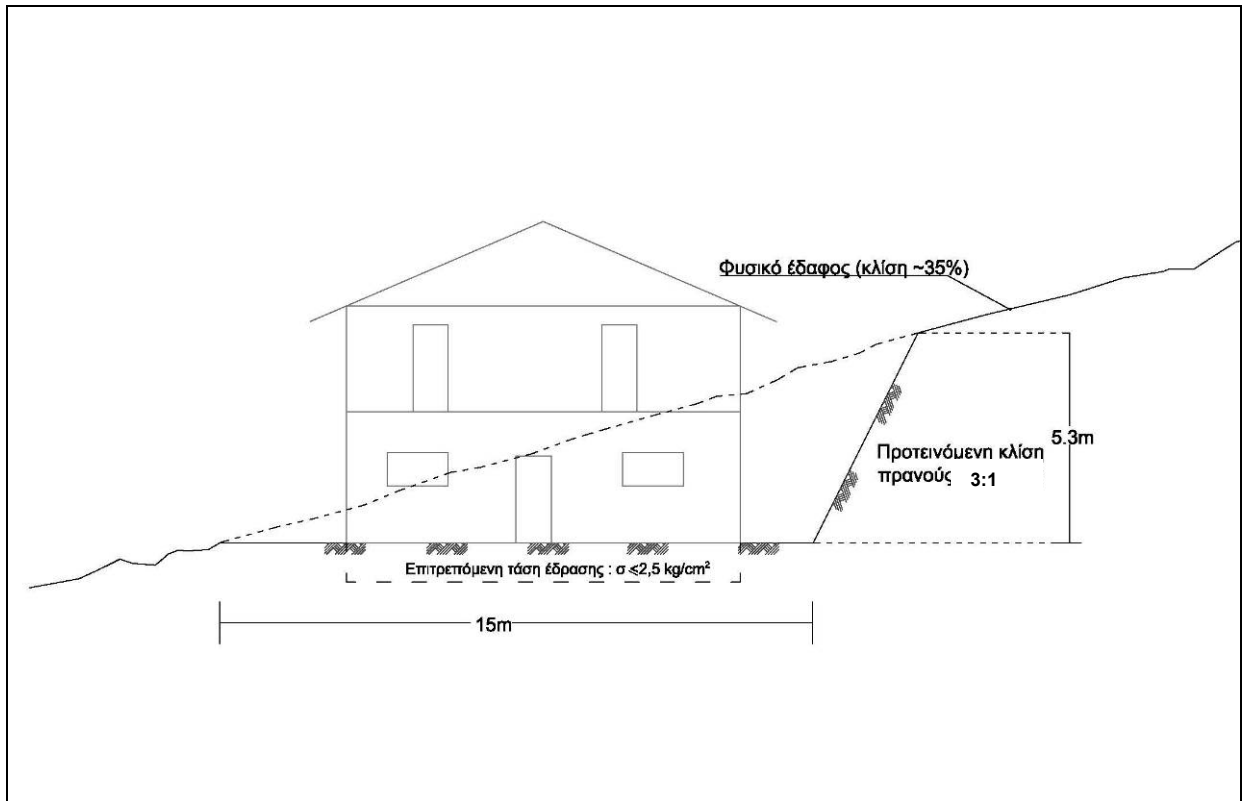 Φυσικό έδαφος (κλίση ~35%)
Προτεινόμενη κλίση
πρανούς 3:1
5.3m
Επιτρεπόμενη τάση έδρασης : σ ⩽2,5 kg/cm²
15m